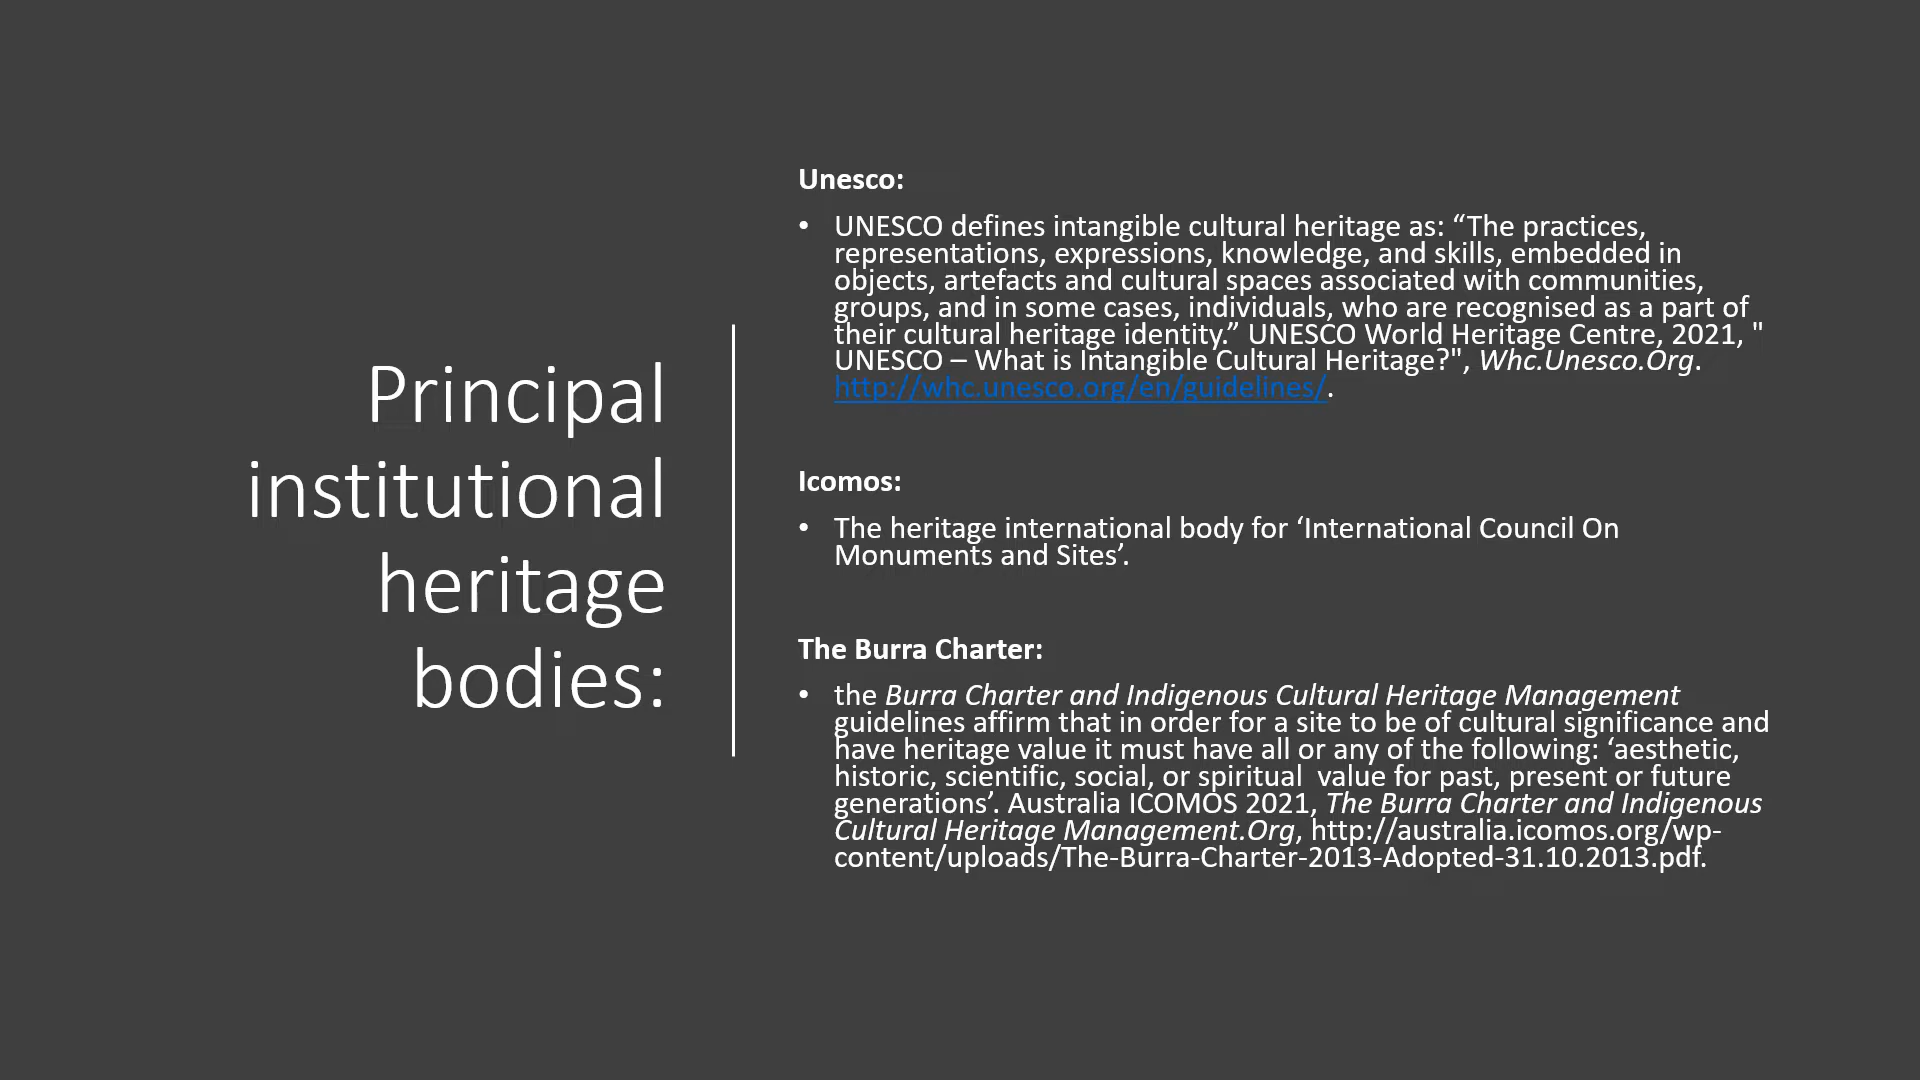 Principal
institutional
heritage
bodies:
Unesco:
• UNESCO defines intangible cultural heritage as: “The practices,
representations, expressions, knowledge, and skills, embedded in
objects, artefacts and cultural spaces associated with communities,
groups, and in some cases, individuals, who are recognised as a part of
their cultural heritage identity.” UNESCO World Heritage Centre, 2021, "
UNESCO – What is Intangible Cultural Heritage?", Whc.Unesco.Org.
http://whc.unesco.org/en/guidelines/.
Icomos:
• The heritage international body for ‘International Council On
Monuments and Sites’.
The Burra Charter:
• the Burra Charter and Indigenous Cultural Heritage Management
guidelines affirm that in order for a site to be of cultural significance and
have heritage value it must have all or any of the following: ‘aesthetic,
historic, scientific, social, or spiritual  value for past, present or future
generations’. Australia ICOMOS 2021, The Burra Charter and Indigenous
Cultural Heritage Management.Org, http://australia.icomos.org/wp-
content/uploads/The-Burra-Charter-2013-Adopted-31.10.2013.pdf.